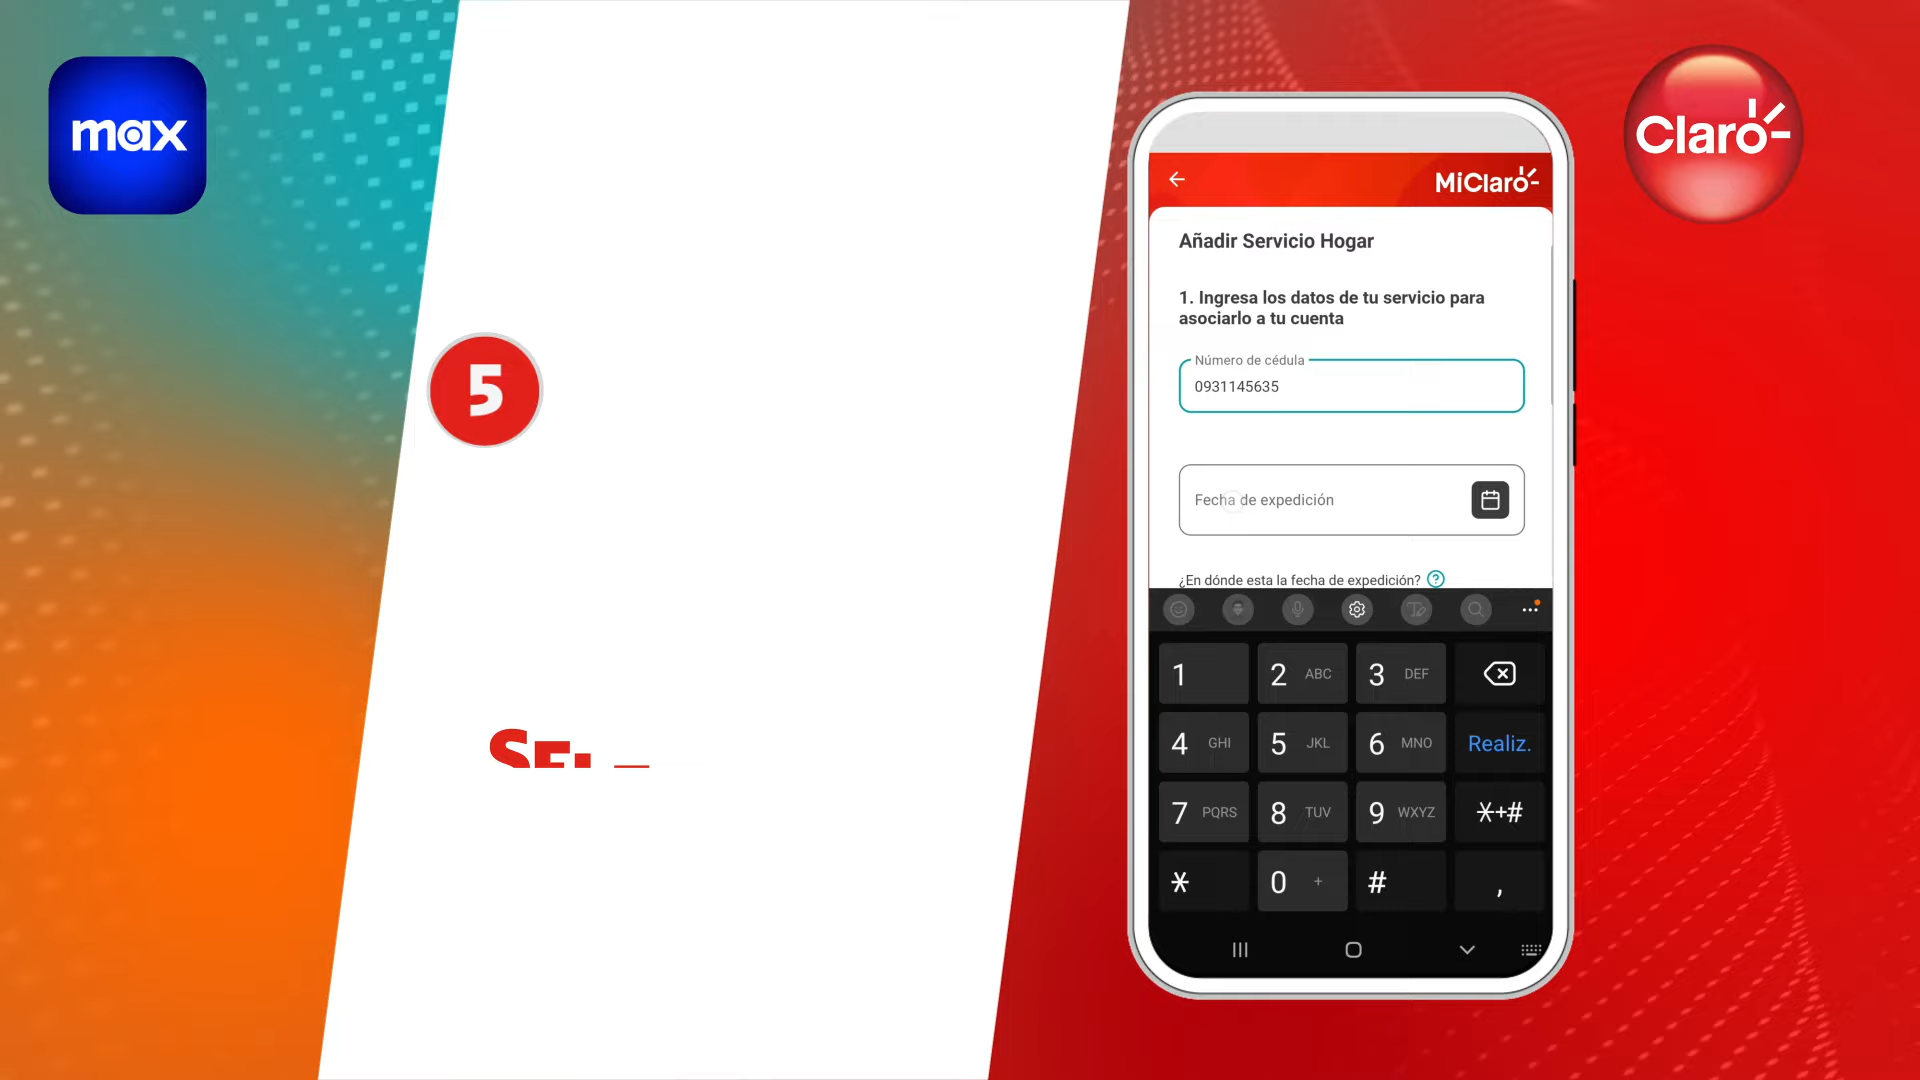 max
Claro
5
MiClaro
Añadir Servicio Hogar
1. Ingresa los datos de tu servicio para
asociarlo a tu cuenta
Número de cédula
0931145635
Fecha de expedición
¿En dónde esta la fecha de expedición? ?
1
2 ABC
3 DEF
4 GHI
5 JKL
6 MNO
Realiz.
7 PQRS
8 TUV
9 WXYZ
*+#
*
0 +
#
,